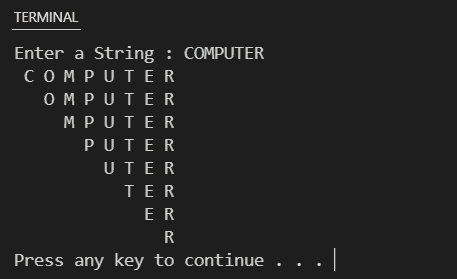 TERMINAL
Enter a String : COMPUTER
C O M P U T E R
O M P U T E R
M P U T E R
P U T E R
U T E R
T E R
E R
R
Press any key to continue . . .